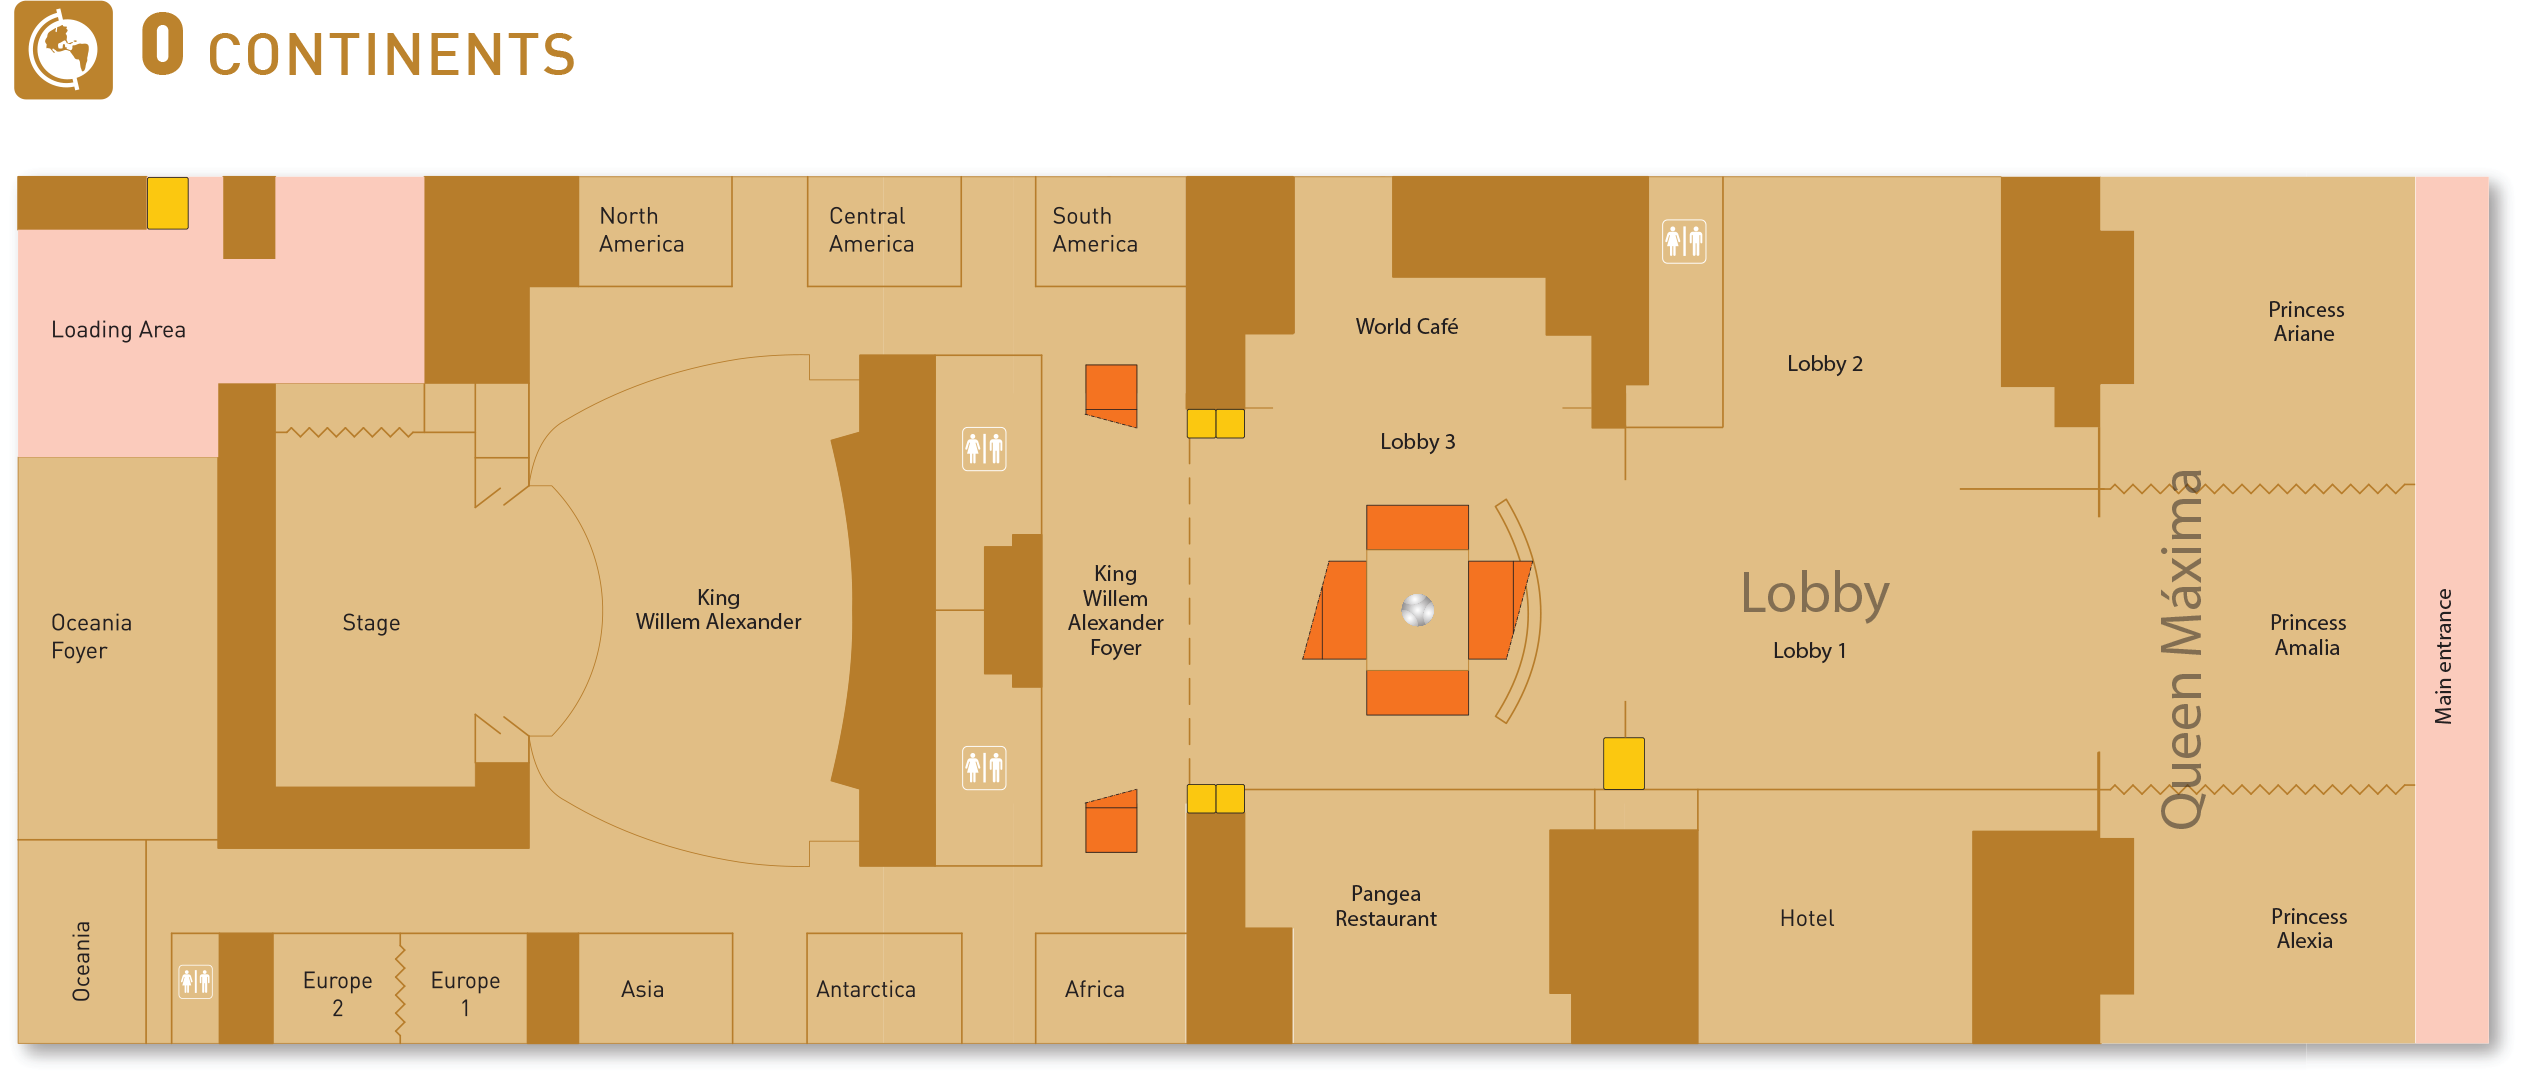 0 CONTINENTS
North
America
Central
America
South
America
Loading Area
World Café
Lobby 2
Princess
Ariane
Lobby 3
King
Willem Alexander
King
Willem
Alexander
Foyer
Oceania
Foyer
Stage
Lobby
Lobby 1
Queen Máxima
Princess
Amalia
Main entrance
Pangea
Restaurant
Hotel
Princess
Alexia
Oceania
Europe
2
Europe
1
Asia
Antarctica
Africa